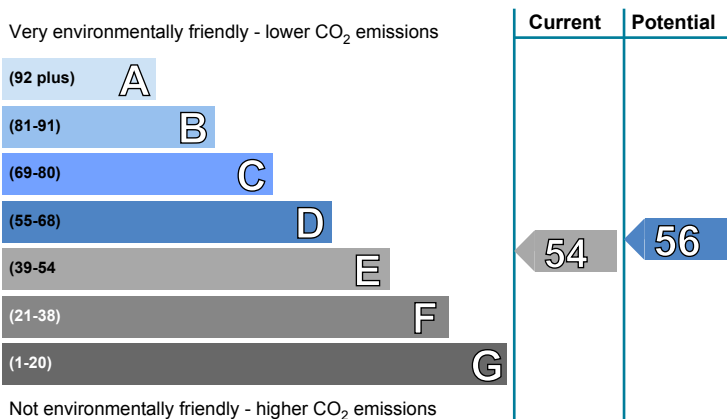 Very environmentally friendly - lower CO2 emissions
Current
Potential
(92 plus) A
(81-91) B
(69-80) C
(55-68) D
(39-54 E
54
56
(21-38) F
(1-20) G
Not environmentally friendly - higher CO2 emissions